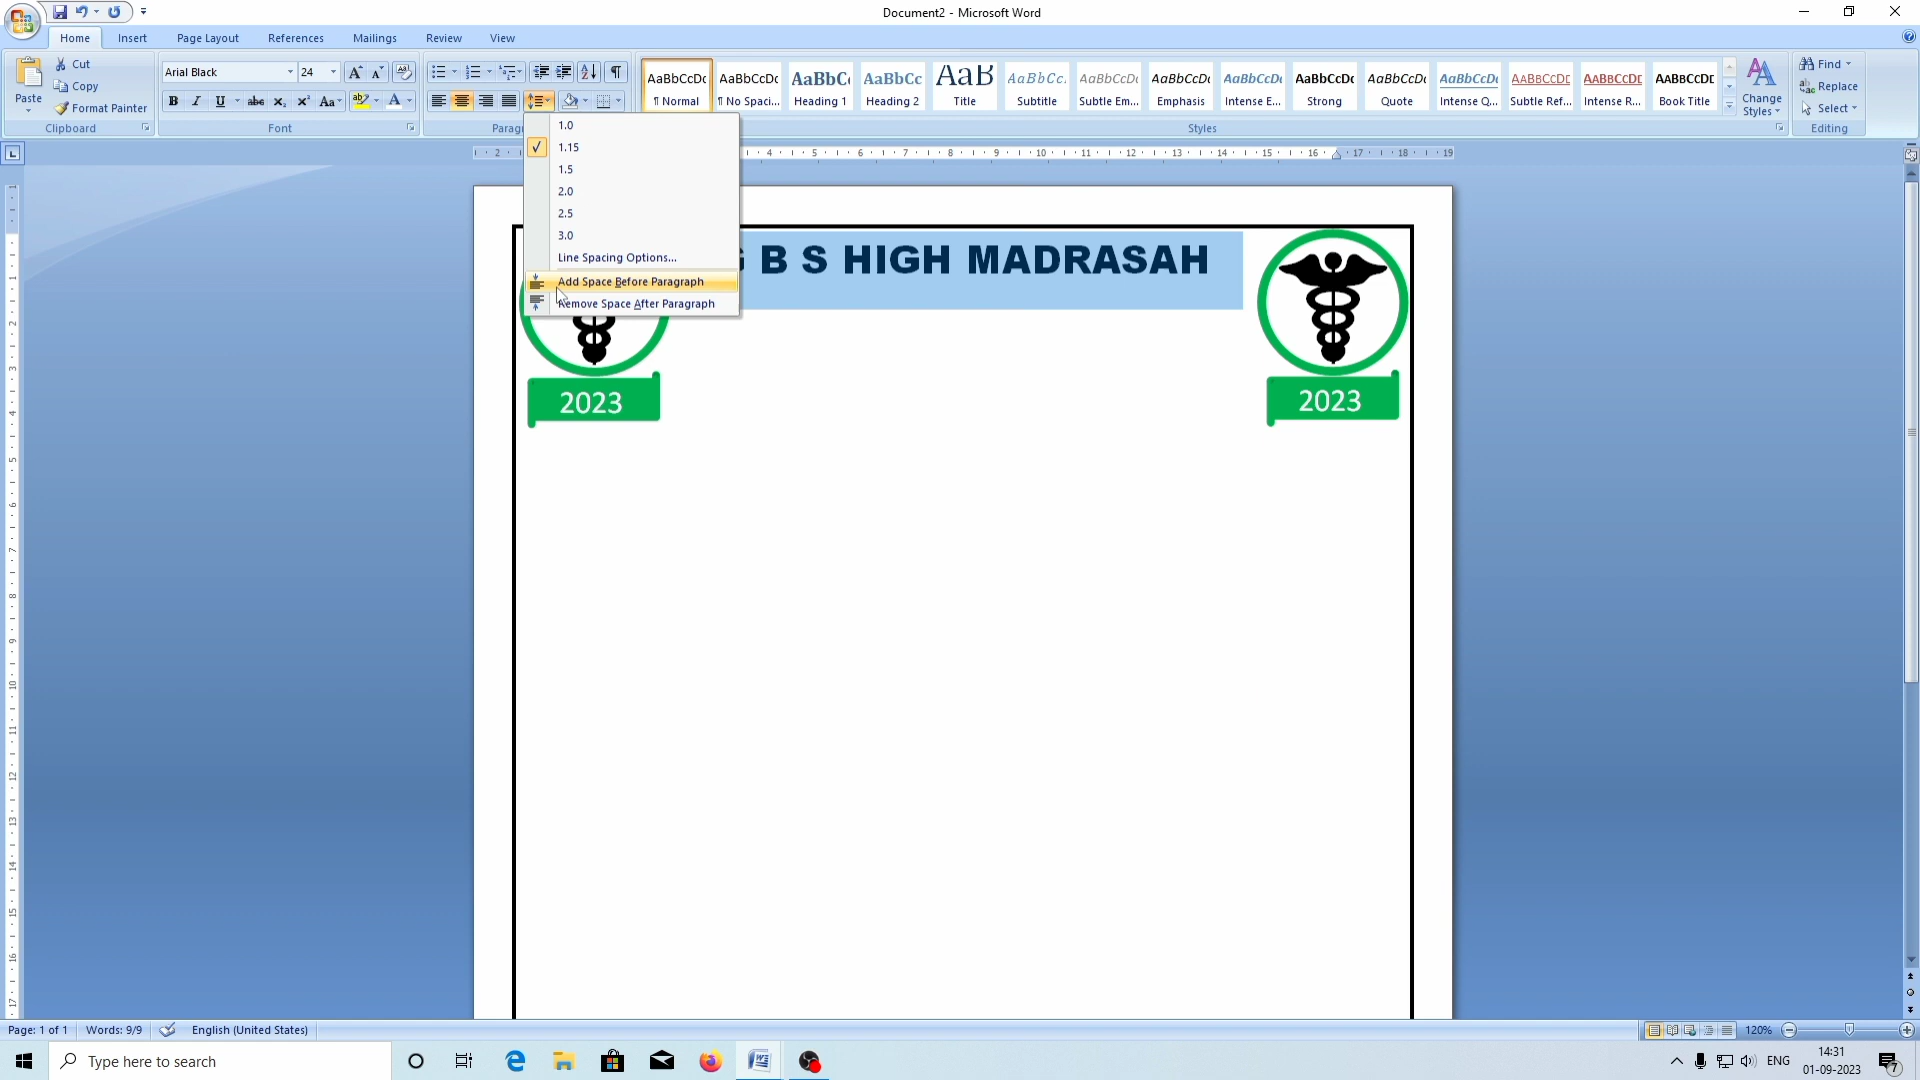 Document2 - Microsoft Word
Home Insert Page Layout References Mailings Review View
Paste
Cut
Copy
Format Painter
Clipboard
Arial Black 24
Font
Paragr
AaBbCcDc ¶ Normal
AaBbCcDc ¶ No Spaci...
AaBbC Heading 1
AaBbCc Heading 2
AaB Title
AaBbCc. Subtitle
AaBbCcDc Subtle Em...
AaBbCcDc Emphasis
AaBbCcDc Intense E...
AaBbCcDc Strong
AaBbCcDc Quote
AaBbCcDc Intense Q...
AABBCCDE Subtle Ref...
AABBCCDE Intense R...
AABBCCDE Book Title
Change Styles
Styles
Find
Replace
Select
Editing
1.0
1.15
1.5
2.0
2.5
3.0
Line Spacing Options...
Add Space Before Paragraph
Remove Space After Paragraph
B S HIGH MADRASAH
2023
2023
Page: 1 of 1 Words: 9/9 English (United States) 120%
Type here to search
ENG
14:31
01-09-2023
7